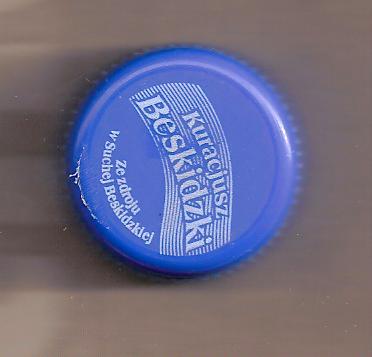 Kuracjusz
Beskidzki
Ze zdroju
w Suchej Beskidzkiej